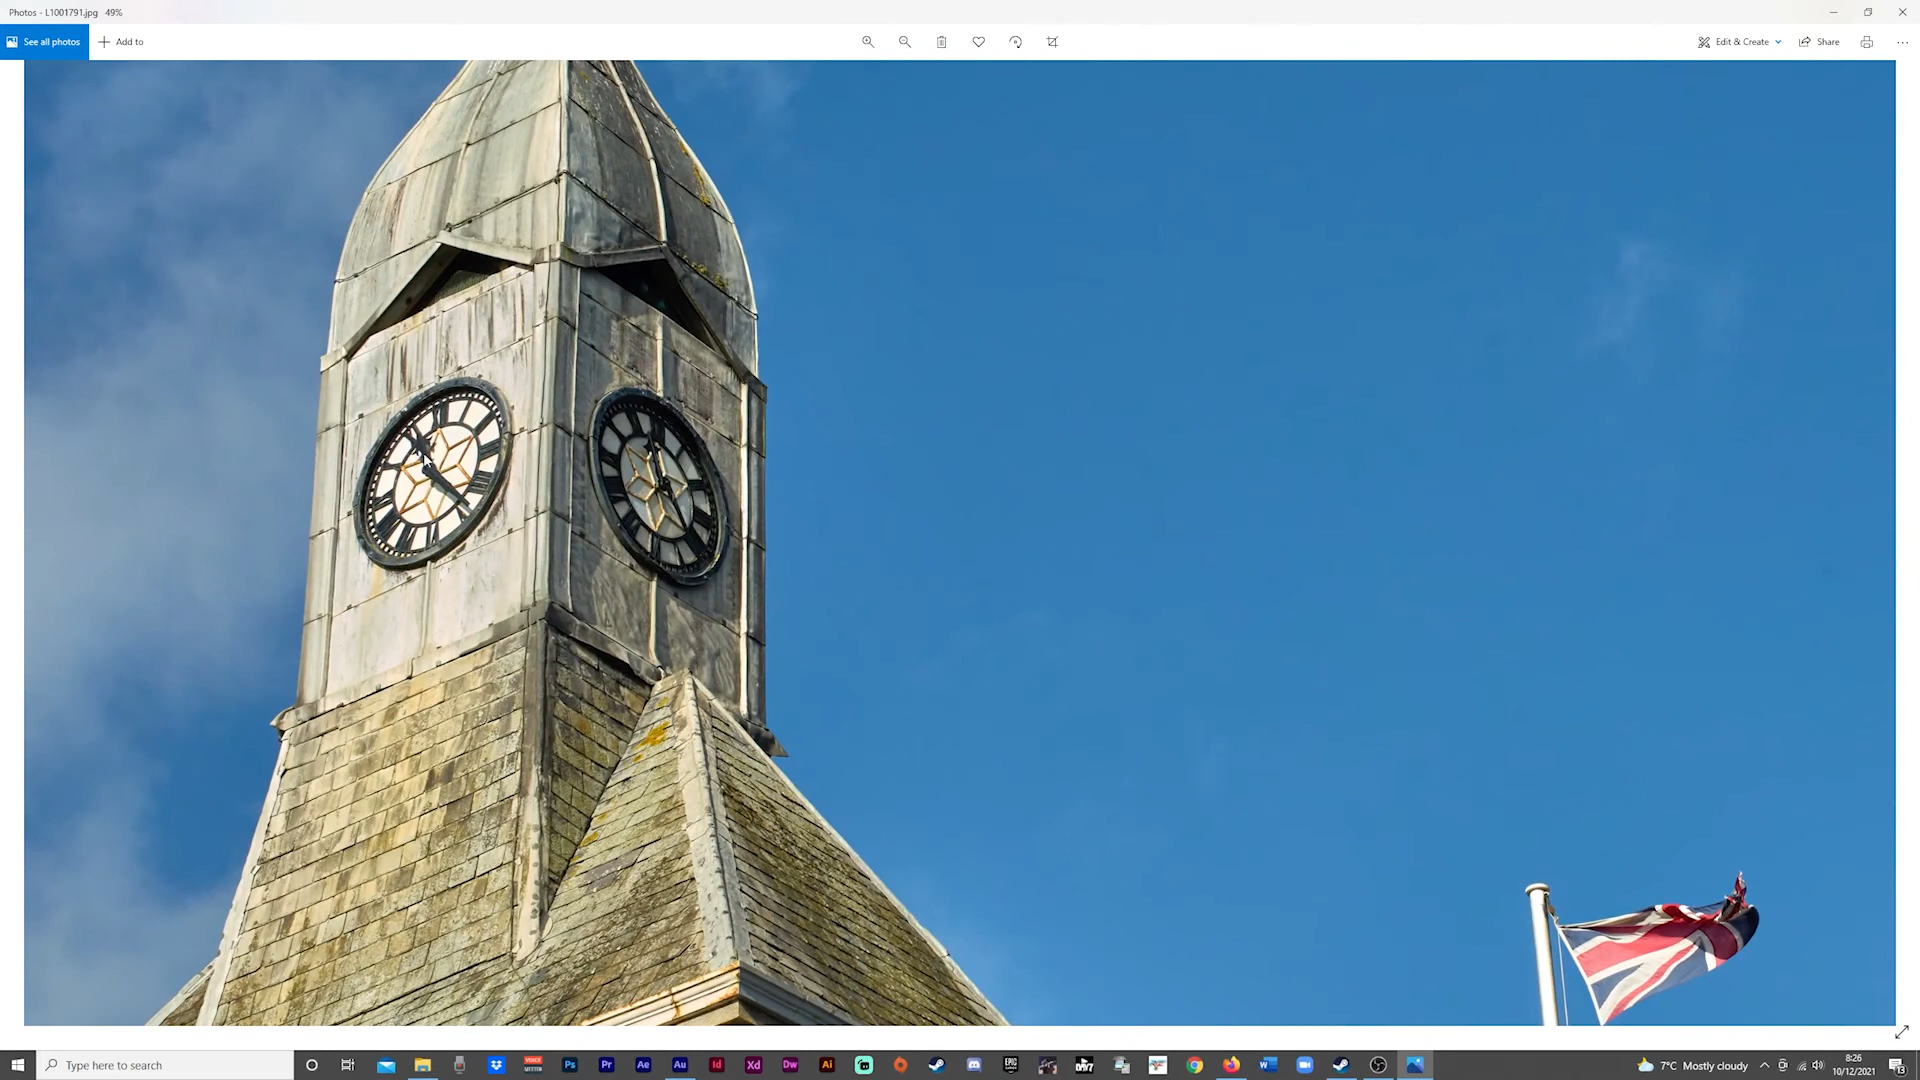 Photos - L1001791.jpg 49%
See all photos
Add to
Edit & Create
Share
Type here to search
Ps
Pr
Ae
Au
Id
Xd
Dw
Ai
7°C Mostly cloudy
8:26
10/12/2021
13